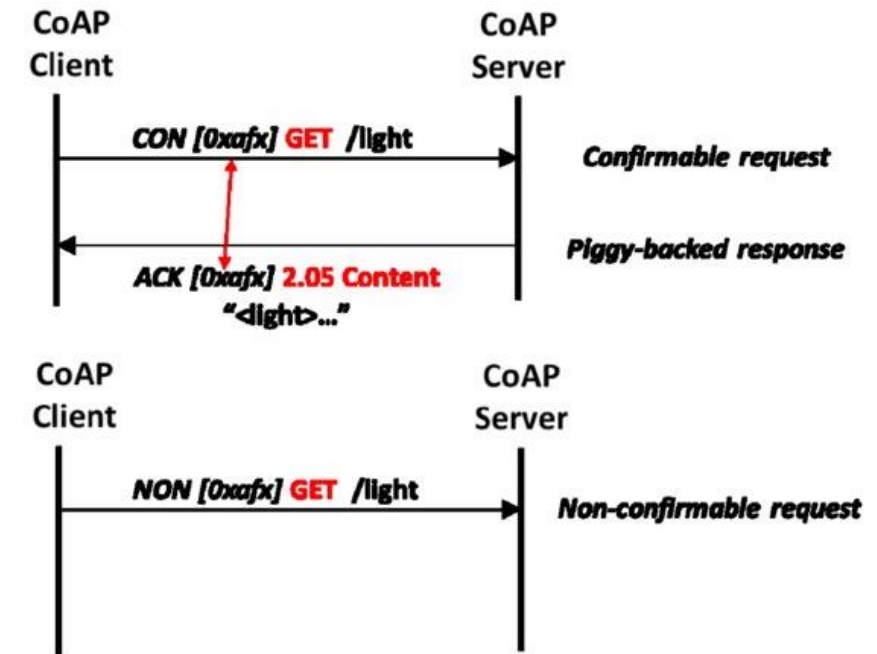 CoAP
Client
CoAP
Server
CON [0xafx] GET /light
Confirmable request
Piggy-backed response
ACK [0xafx] 2.05 Content
“<light>...”
CoAP
Client
CoAP
Server
NON [0xafx] GET /light
Non-confirmable request